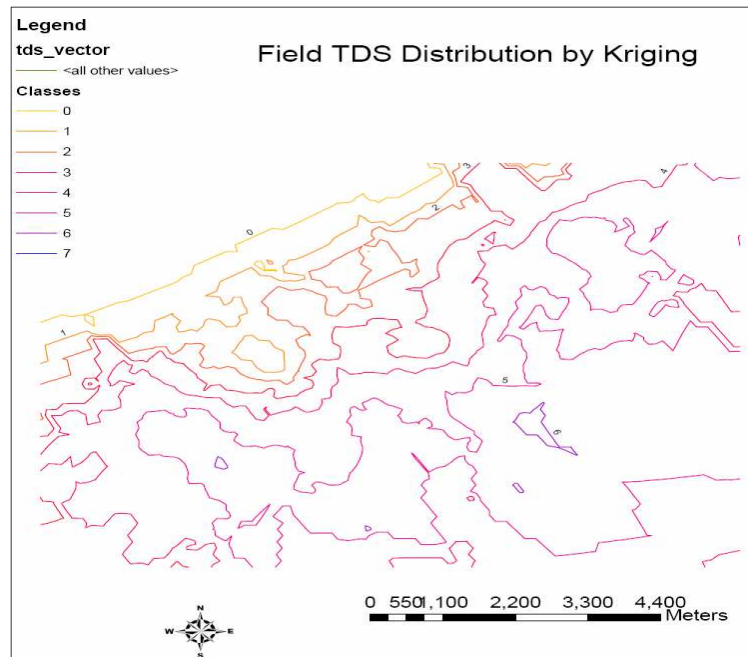 Legend
tds_vector
<all other values>
Classes
0
1
2
3
4
5
6
7
Field TDS Distribution by Kriging
3
4
2
0
1
5
6
0 550 1,100 2,200 3,300 4,400
Meters
N
W E
S